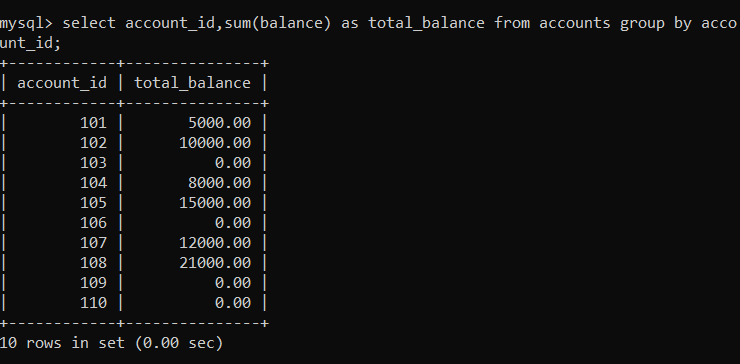 mysql> select account_id,sum(balance) as total_balance from accounts group by acco
unt_id;
+------------+---------------+
| account_id | total_balance |
+------------+---------------+
|        101 |       5000.00 |
|        102 |      10000.00 |
|        103 |          0.00 |
|        104 |       8000.00 |
|        105 |      15000.00 |
|        106 |          0.00 |
|        107 |      12000.00 |
|        108 |      21000.00 |
|        109 |          0.00 |
|        110 |          0.00 |
+------------+---------------+
10 rows in set (0.00 sec)